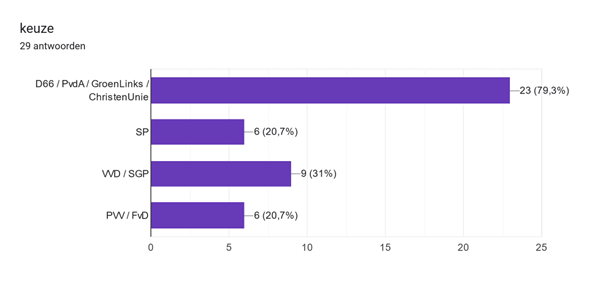 keuze
29 antwoorden
D66 / PvdA / GroenLinks /
ChristenUnie
23 (79,3%)
SP
6 (20,7%)
VVD / SGP
9 (31%)
PVV / FvD
6 (20,7%)
0
5
10
15
20
25